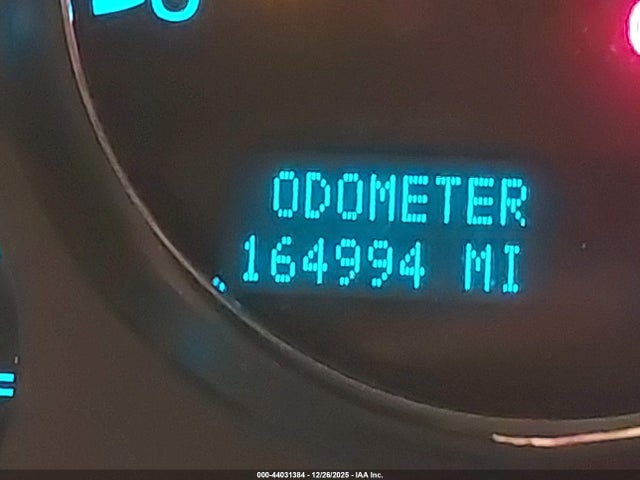 ODOMETER
164994 MI
000-44031384 - 12/26/2025 - IAA Inc.